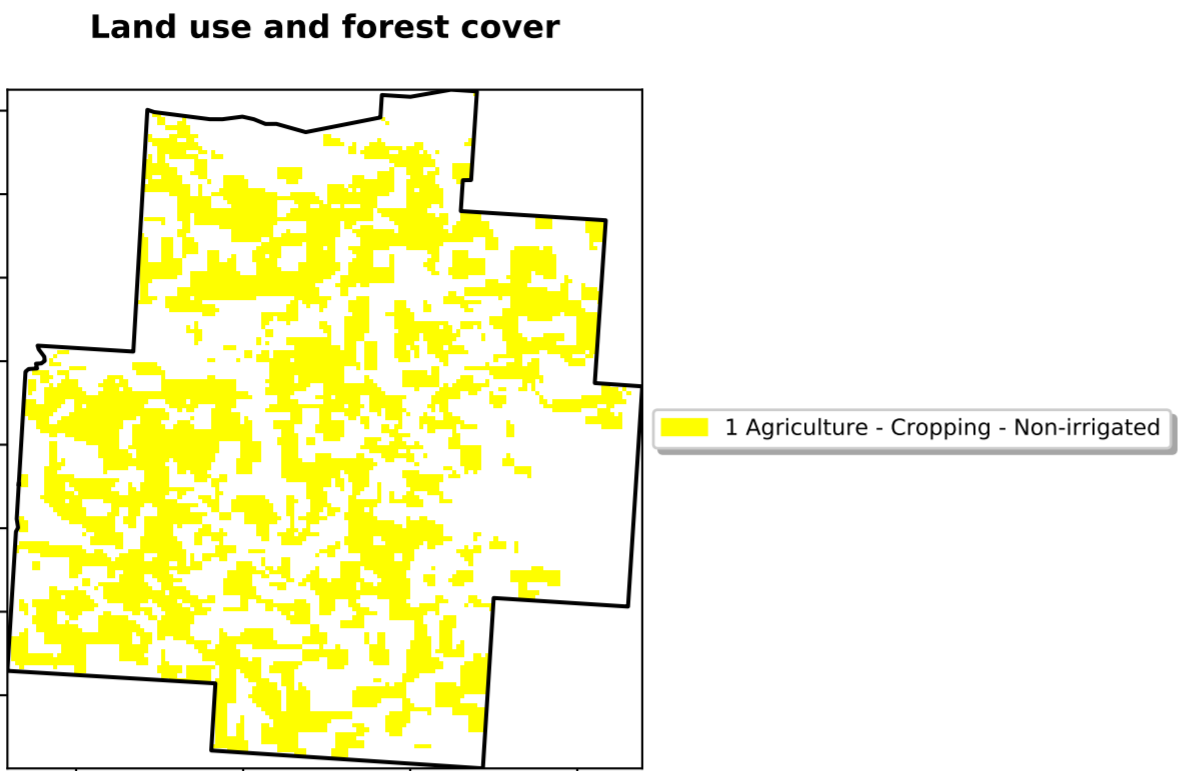 Land use and forest cover
1 Agriculture - Cropping - Non-irrigated